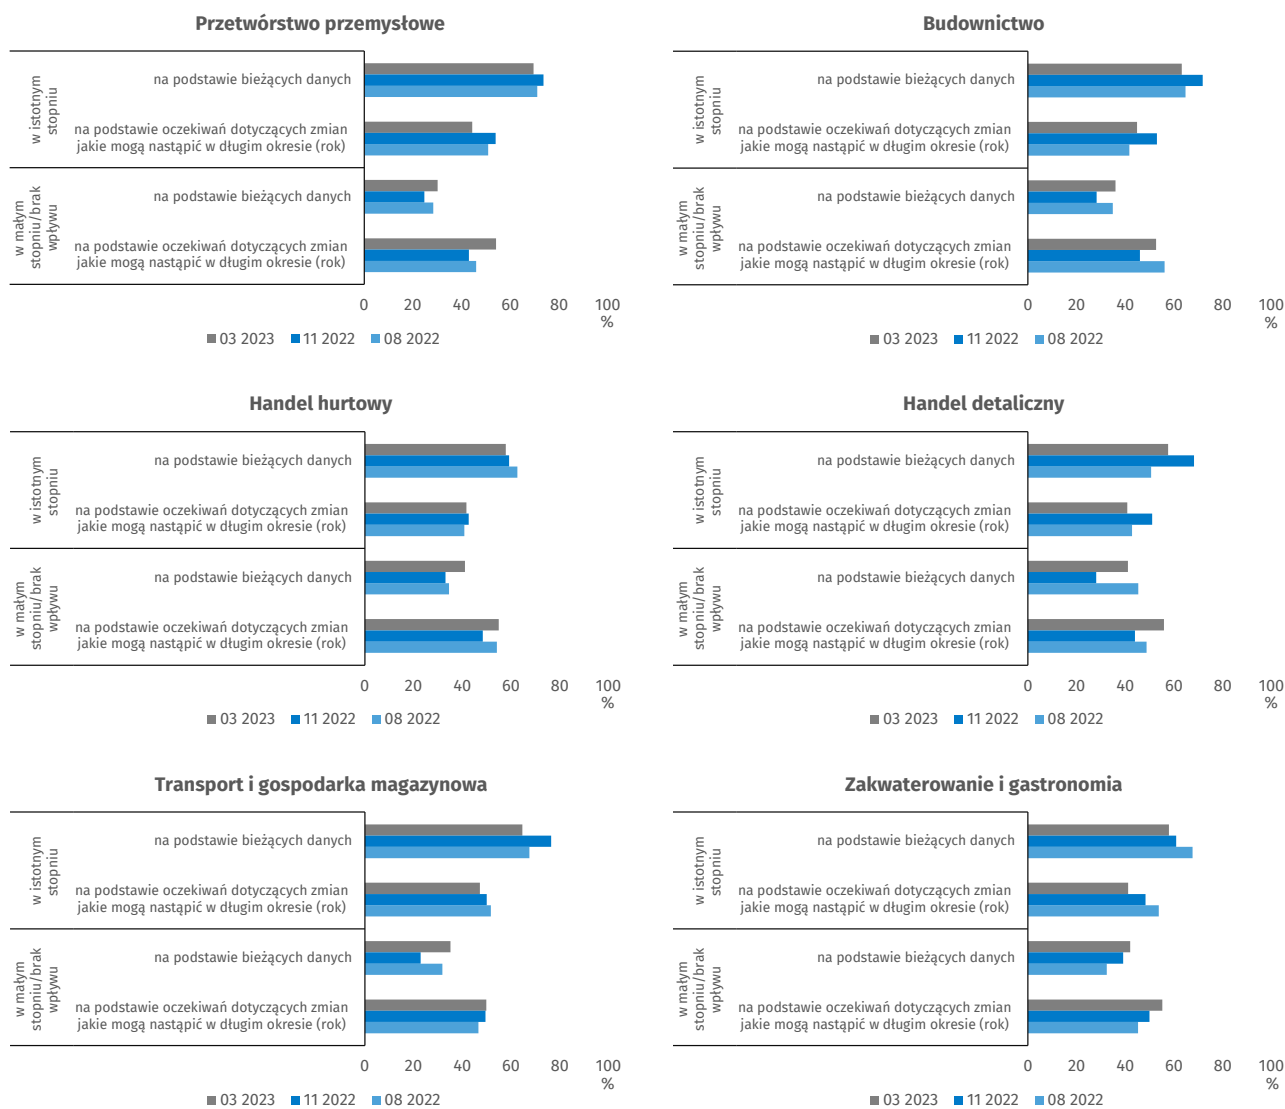 Przetwórstwo przemysłowe
w istotnym
stopniu
na podstawie bieżących danych
na podstawie oczekiwań dotyczących zmian
jakie mogą nastąpić w długim okresie (rok)
w małym
stopniu/brak
wpływu
na podstawie bieżących danych
na podstawie oczekiwań dotyczących zmian
jakie mogą nastąpić w długim okresie (rok)
0 20 40 60 80 100
%
03 2023 11 2022 08 2022
Budownictwo
w istotnym
stopniu
na podstawie bieżących danych
na podstawie oczekiwań dotyczących zmian
jakie mogą nastąpić w długim okresie (rok)
w małym
stopniu/brak
wpływu
na podstawie bieżących danych
na podstawie oczekiwań dotyczących zmian
jakie mogą nastąpić w długim okresie (rok)
0 20 40 60 80 100
%
03 2023 11 2022 08 2022
Handel hurtowy
w istotnym
stopniu
na podstawie bieżących danych
na podstawie oczekiwań dotyczących zmian
jakie mogą nastąpić w długim okresie (rok)
w małym
stopniu/brak
wpływu
na podstawie bieżących danych
na podstawie oczekiwań dotyczących zmian
jakie mogą nastąpić w długim okresie (rok)
0 20 40 60 80 100
%
03 2023 11 2022 08 2022
Handel detaliczny
w istotnym
stopniu
na podstawie bieżących danych
na podstawie oczekiwań dotyczących zmian
jakie mogą nastąpić w długim okresie (rok)
w małym
stopniu/brak
wpływu
na podstawie bieżących danych
na podstawie oczekiwań dotyczących zmian
jakie mogą nastąpić w długim okresie (rok)
0 20 40 60 80 100
%
03 2023 11 2022 08 2022
Transport i gospodarka magazynowa
w istotnym
stopniu
na podstawie bieżących danych
na podstawie oczekiwań dotyczących zmian
jakie mogą nastąpić w długim okresie (rok)
w małym
stopniu/brak
wpływu
na podstawie bieżących danych
na podstawie oczekiwań dotyczących zmian
jakie mogą nastąpić w długim okresie (rok)
0 20 40 60 80 100
%
03 2023 11 2022 08 2022
Zakwaterowanie i gastronomia
w istotnym
stopniu
na podstawie bieżących danych
na podstawie oczekiwań dotyczących zmian
jakie mogą nastąpić w długim okresie (rok)
w małym
stopniu/brak
wpływu
na podstawie bieżących danych
na podstawie oczekiwań dotyczących zmian
jakie mogą nastąpić w długim okresie (rok)
0 20 40 60 80 100
%
03 2023 11 2022 08 2022